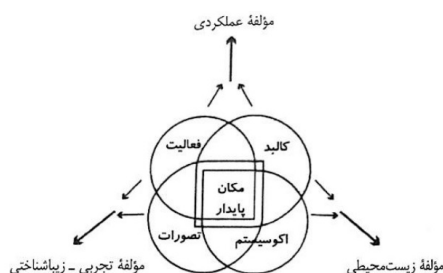 مؤلفهٔ عملکردی
کالبد
فعالیت
مکان
پایدار
اکوسیستم
تصورات
مؤلفهٔ زیست‌محیطی
مؤلفهٔ تجربی ـ زیباشناختی